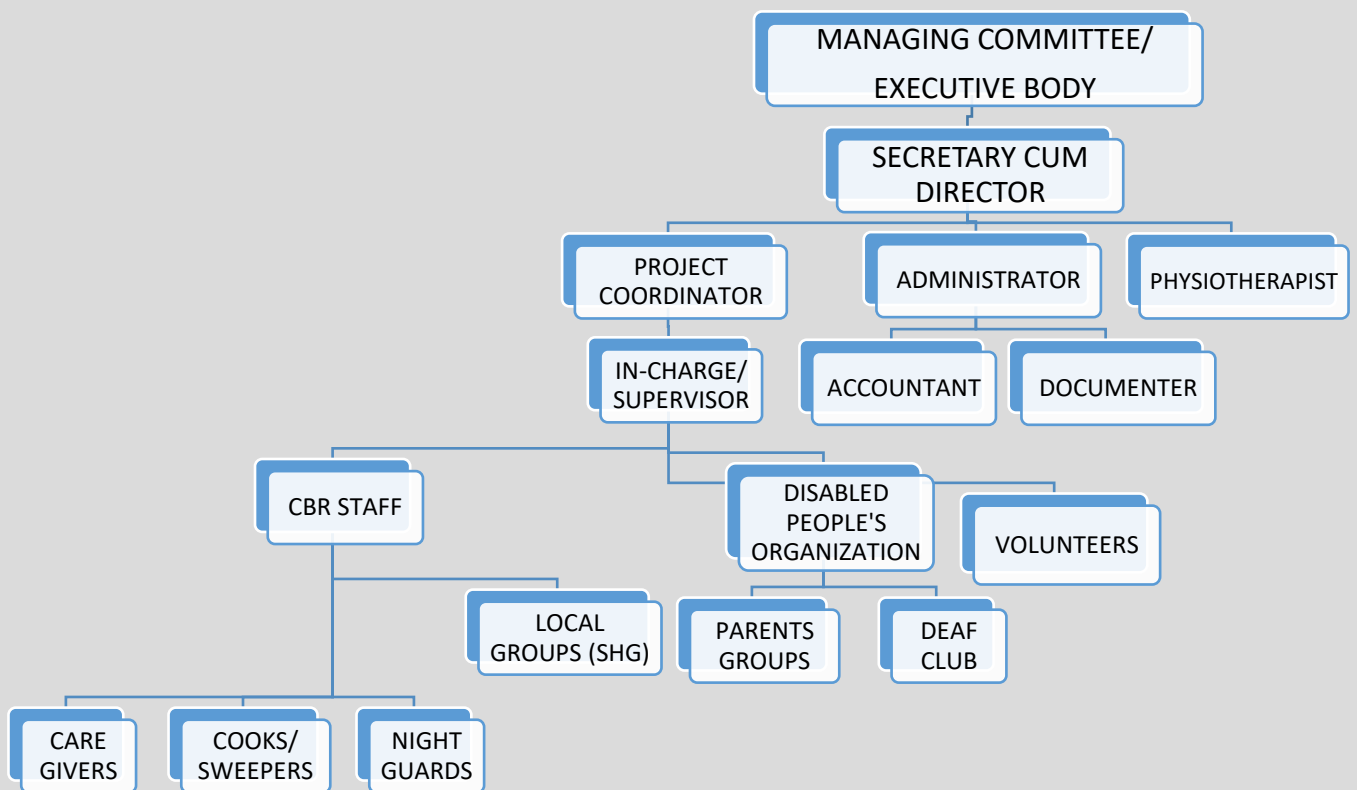 MANAGING COMMITTEE/
EXECUTIVE BODY
SECRETARY CUM
DIRECTOR
PROJECT
COORDINATOR
ADMINISTRATOR
PHYSIOTHERAPIST
IN-CHARGE/
SUPERVISOR
ACCOUNTANT
DOCUMENTER
CBR STAFF
DISABLED
PEOPLE'S
ORGANIZATION
VOLUNTEERS
LOCAL
GROUPS (SHG)
PARENTS
GROUPS
DEAF
CLUB
CARE
GIVERS
COOKS/
SWEEPERS
NIGHT
GUARDS